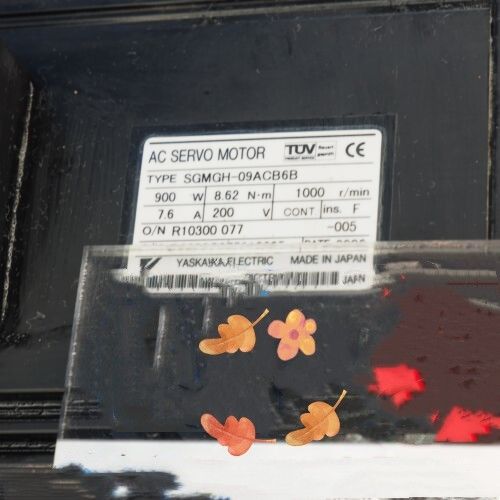 AC SERVO MOTOR TÜV CE
TYPE SGMGH-09ACB6B
900 W 8.62 N·m 1000 r/min
7.6 A 200 V CONT ins. F
O/N R10300 077 -005
YASKAWA ELECTRIC MADE IN JAPAN